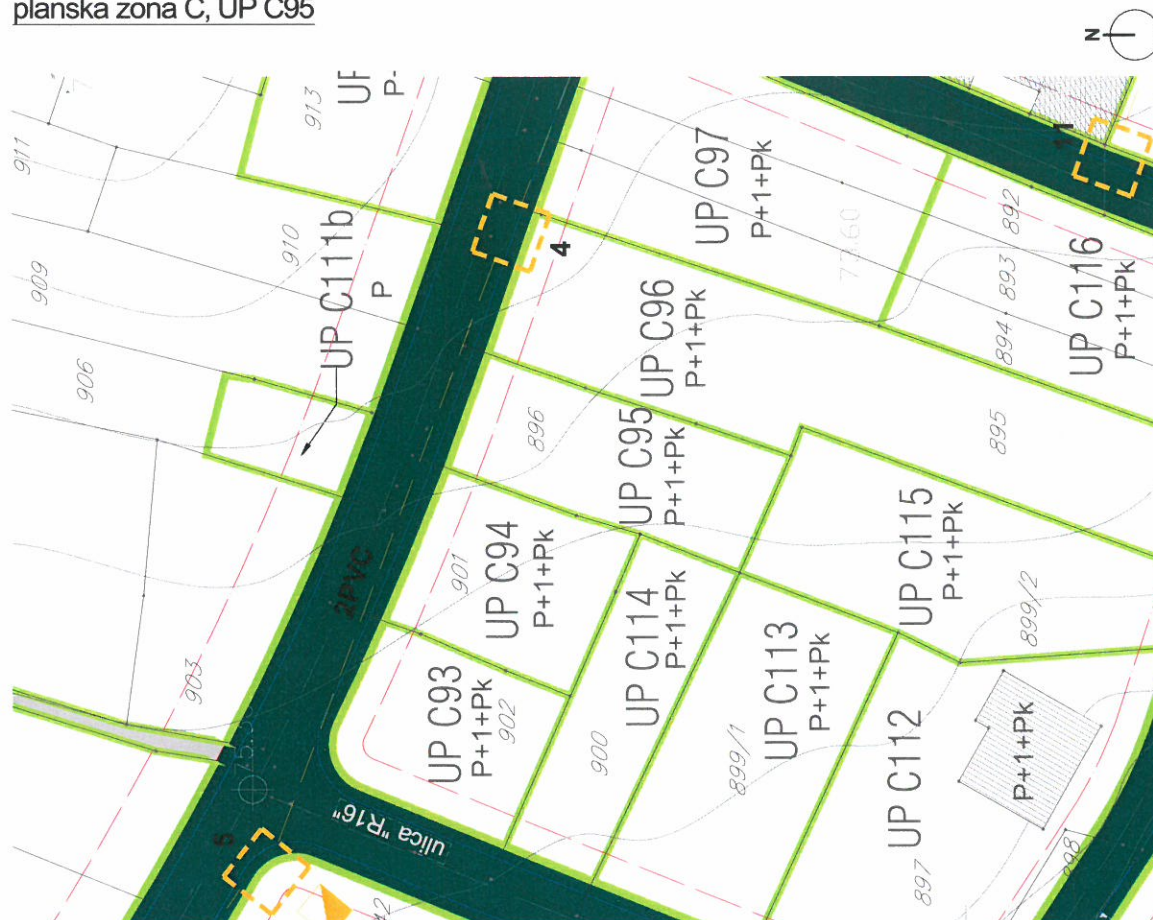 planska zona C, UP C95
N
911
913
UP
P-
909
910
UP C111b
P
906
903
4
11
UP C97
P+1+Pk
892
893
894
UP C116
P+1+Pk
UP C96
P+1+Pk
896
UP C95
P+1+Pk
895
2PVC
901
UP C94
P+1+Pk
UP C114
P+1+Pk
UP C115
P+1+Pk
899/2
UP C93
P+1+Pk
902
900
UP C113
P+1+Pk
899/1
UP C112
P+1+Pk
897
898
5
ulica "R16"